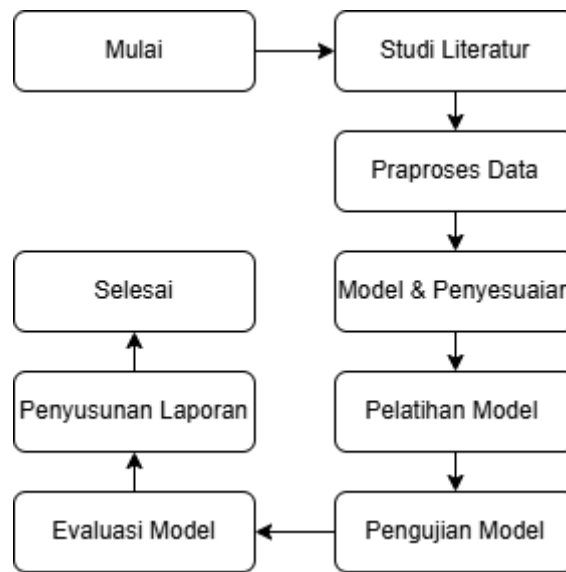 Mulai
Studi Literatur
Praproses Data
Model & Penyesuaian
Pelatihan Model
Pengujian Model
Evaluasi Model
Penyusunan Laporan
Selesai